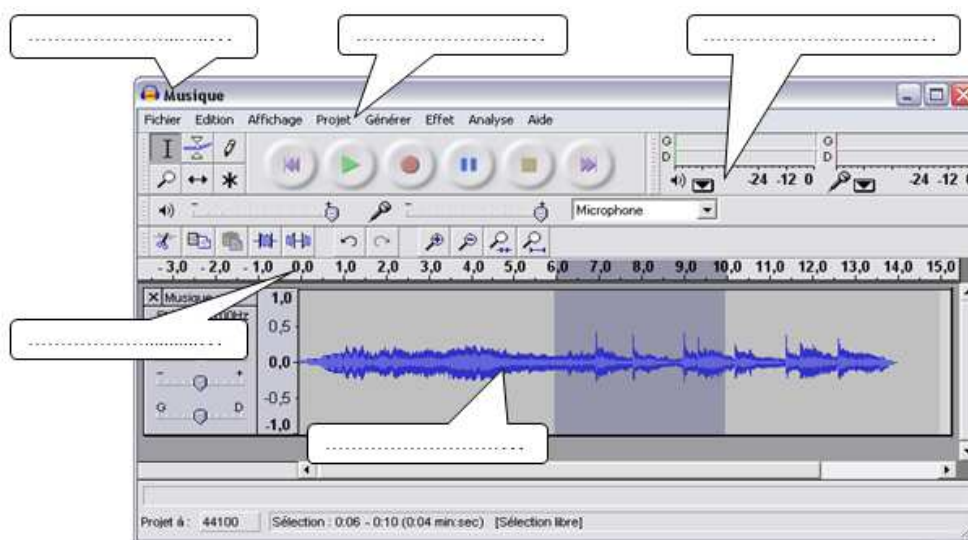 Musique
Fichier Edition Affichage Projet Générer Effet Analyse Aide
G
D
-24 -12 0
G
D
-24 -12 0
Microphone
-3,0 -2,0 -1,0 0,0 1,0 2,0 3,0 4,0 5,0 6,0 7,0 8,0 9,0 10,0 11,0 12,0 13,0 14,0 15,0
Musique
1,0
0,5
0,0
- +
-0,5
G D
-1,0
Projet à : 44100 Sélection : 0:06 - 0:10 (0:04 min:sec) [Sélection libre]